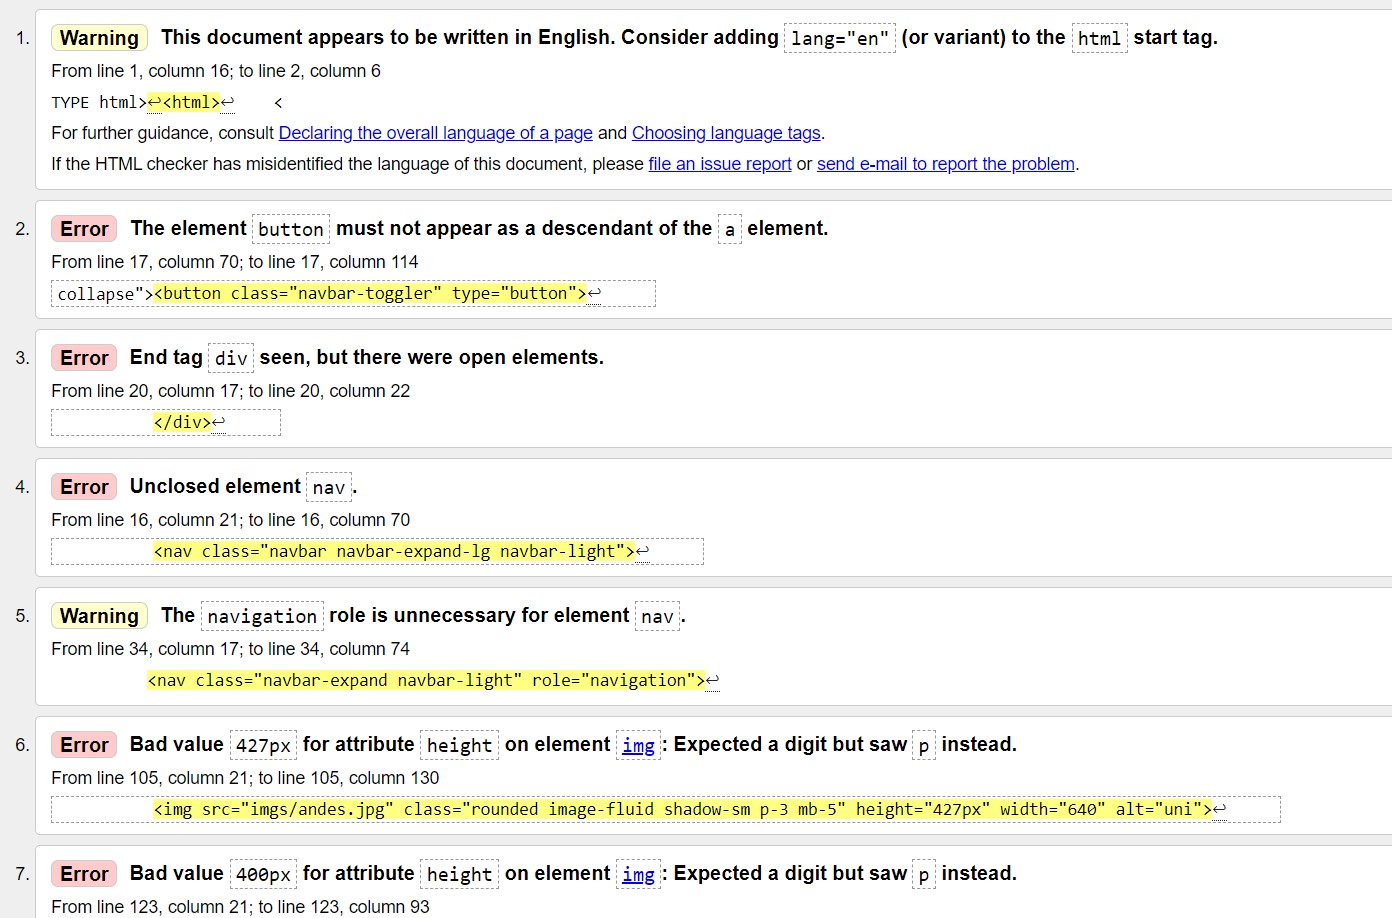 1. Warning This document appears to be written in English. Consider adding lang="en" (or variant) to the html start tag.
From line 1, column 16; to line 2, column 6
TYPE html>↩<html>↩    <
For further guidance, consult Declaring the overall language of a page and Choosing language tags.
If the HTML checker has misidentified the language of this document, please file an issue report or send e-mail to report the problem.
2. Error The element button must not appear as a descendant of the a element.
From line 17, column 70; to line 17, column 114
collapse"><button class="navbar-toggler" type="button">↩
3. Error End tag div seen, but there were open elements.
From line 20, column 17; to line 20, column 22
</div>↩
4. Error Unclosed element nav.
From line 16, column 21; to line 16, column 70
<nav class="navbar navbar-expand-lg navbar-light">↩
5. Warning The navigation role is unnecessary for element nav.
From line 34, column 17; to line 34, column 74
<nav class="navbar-expand navbar-light" role="navigation">↩
6. Error Bad value 427px for attribute height on element img: Expected a digit but saw p instead.
From line 105, column 21; to line 105, column 130
<img src="imgs/andes.jpg" class="rounded image-fluid shadow-sm p-3 mb-5" height="427px" width="640" alt="uni">↩
7. Error Bad value 400px for attribute height on element img: Expected a digit but saw p instead.
From line 123, column 21; to line 123, column 93